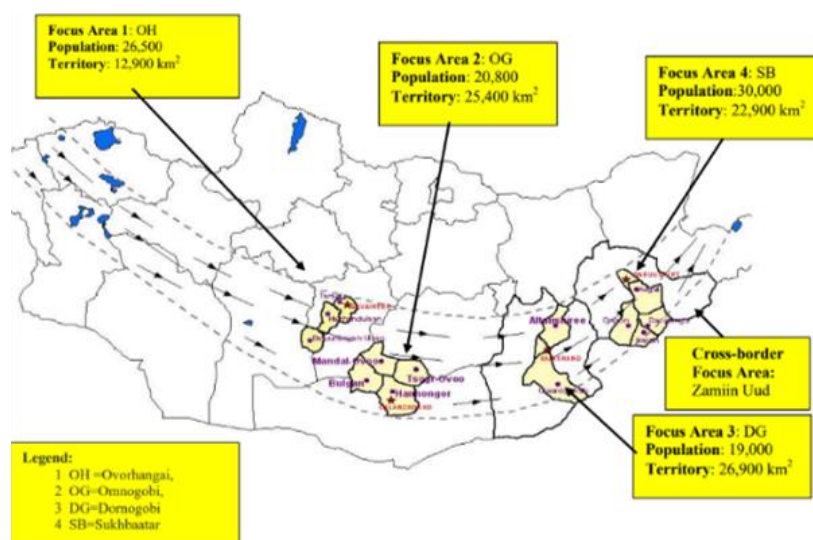 Focus Area 1: OH
Population: 26,500
Territory: 12,900 km²
Focus Area 2: OG
Population: 20,800
Territory: 25,400 km²
Focus Area 4: SB
Population:30,000
Territory: 22,900 km²
Mandal-Ovoo
Bulgan
Tsogt-Ovoo
Hanhongor
DALANZADGAD
Altanshiree
Cross-border
Focus Area:
Zamiin Uud
Focus Area 3: DG
Population: 19,000
Territory: 26,900 km²
Legend:
1 OH =Ovorhangai,
2 OG=Omnogobi,
3 DG=Dornogobi
4 SB=Sukhbaatar